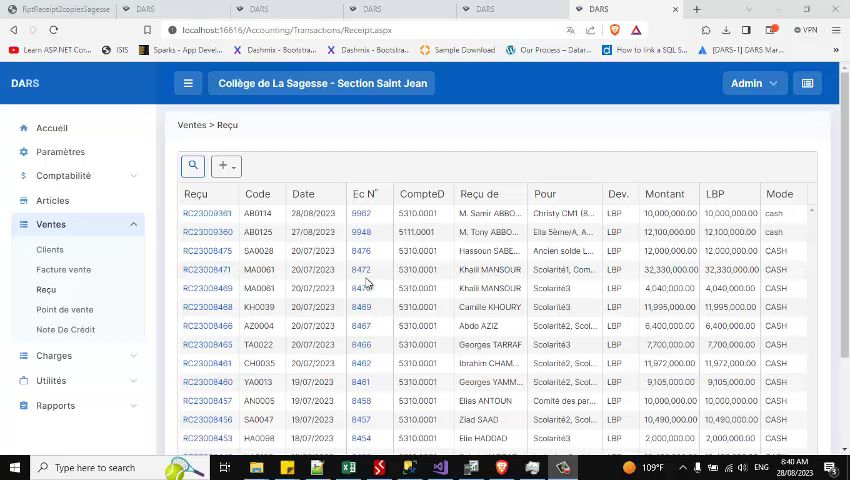 RptReceipt2copiesSagesse DARS DARS DARS DARS DARS
localhost:16616/Accounting/Transactions/Receipt.aspx VPN
Learn ASP.NET Cor... ISIS Sparks - App Devel... Dashmix - Bootstra... Dashmix - Bootstra... Sample Download Our Process – Datar... How to link a SQL S... [DARS-1] DARS Mar...
DARS Collège de La Sagesse - Section Saint Jean Admin
Accueil
Paramètres
Comptabilité
Articles
Ventes
Clients
Facture vente
Reçu
Point de vente
Note De Crédit
Charges
Utilités
Rapports
Ventes > Reçu
Reçu Code Date Ec N° CompteD Reçu de Pour Dev. Montant LBP Mode
RC23009361 AB0114 28/08/2023 9962 5310.0001 M. Samir ABBO... Christy CM1 (B... LBP 10,000,000.00 10,000,000.00 cash
RC23009360 AB0125 27/08/2023 9948 5111.0001 M. Tony ABBO... Ella 5ème/A, A... LBP 12,100,000.00 12,100,000.00 cash
RC23008475 SA0028 20/07/2023 8476 5310.0001 Hassoun SABE... Ancien solde L... LBP 12,000,000.00 12,000,000.00 CASH
RC23008471 MA0061 20/07/2023 8472 5310.0001 Khalil MANSOUR Scolarité1, Com... LBP 32,330,000.00 32,330,000.00 CASH
RC23008469 MA0061 20/07/2023 5310.0001 Khalil MANSOUR Scolarité3 LBP 4,040,000.00 4,040,000.00 CASH
RC23008468 KH0039 20/07/2023 8469 5310.0001 Camille KHOURY Scolarité3 LBP 11,995,000.00 11,995,000.00 CASH
RC23008466 AZ0004 20/07/2023 8467 5310.0001 Abdo AZIZ Scolarité2, Scol... LBP 6,400,000.00 6,400,000.00 CASH
RC23008465 TA0022 20/07/2023 8466 5310.0001 Georges TARRAF Scolarité3 LBP 7,700,000.00 7,700,000.00 CASH
RC23008461 CH0035 20/07/2023 8462 5310.0001 Ibrahim CHAM... Scolarité2, Scol... LBP 11,972,000.00 11,972,000.00 CASH
RC23008460 YA0013 19/07/2023 8461 5310.0001 Georges YAMM... Scolarité2, Scol... LBP 9,105,000.00 9,105,000.00 CASH
RC23008457 AN0005 19/07/2023 8458 5310.0001 Elias ANTOUN Comité des par... LBP 2,000,000.00 2,000,000.00 CASH
RC23008456 SA0047 19/07/2023 8457 5310.0001 Ziad SAAD Scolarité2, Scol... LBP 10,490,000.00 10,490,000.00 CASH
RC23008453 HA0098 18/07/2023 8454 5310.0001 Elie HADDAD Scolarité3 LBP 2,000,000.00 2,000,000.00 CASH
Type here to search 109°F ENG 8:40 AM
28/08/2023 3